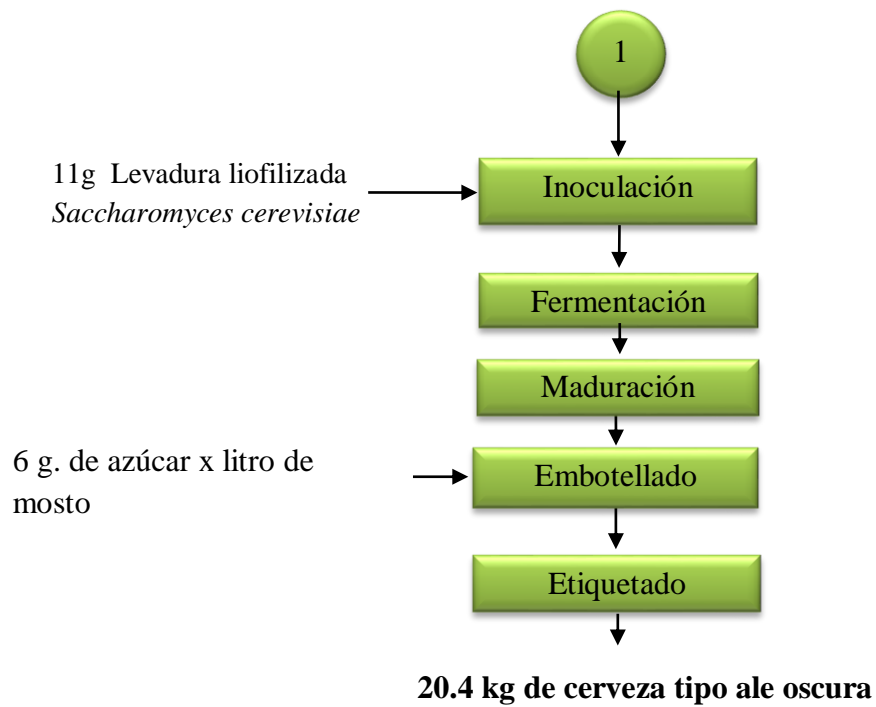 1
11g Levadura liofilizada
Saccharomyces cerevisiae
Inoculación
Fermentación
Maduración
6 g. de azúcar x litro de
mosto
Embotellado
Etiquetado
20.4 kg de cerveza tipo ale oscura